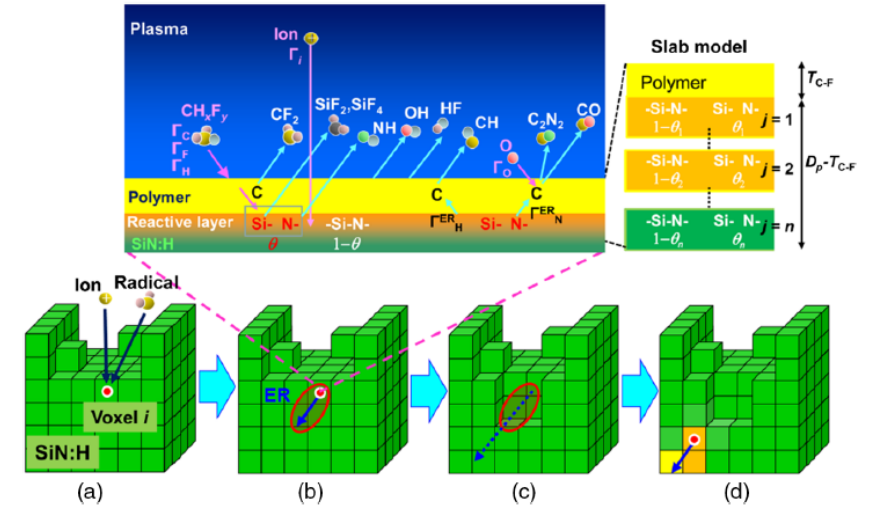 Plasma
Ion
Γi
Slab model
CHxFy
ΓC
ΓF
ΓH
CF2
SiF2,SiF4
NH
OH
HF
CH
O
ΓO
C2N2
CO
Polymer
C
C
C
Reactive layer
Si- N-
-Si-N-
Γ^ER_H
Si- N-
Γ^ER_N
SiN:H
θ
1-θ
Polymer
TC-F
-Si-N- Si- N-
1-θ1 θ1
j = 1
-Si-N- Si- N-
1-θ2 θ2
j = 2
Dp-TC-F
-Si-N- Si- N-
1-θn θn
j = n
Ion
Radical
Voxel i
SiN:H
ER
(a)
(b)
(c)
(d)